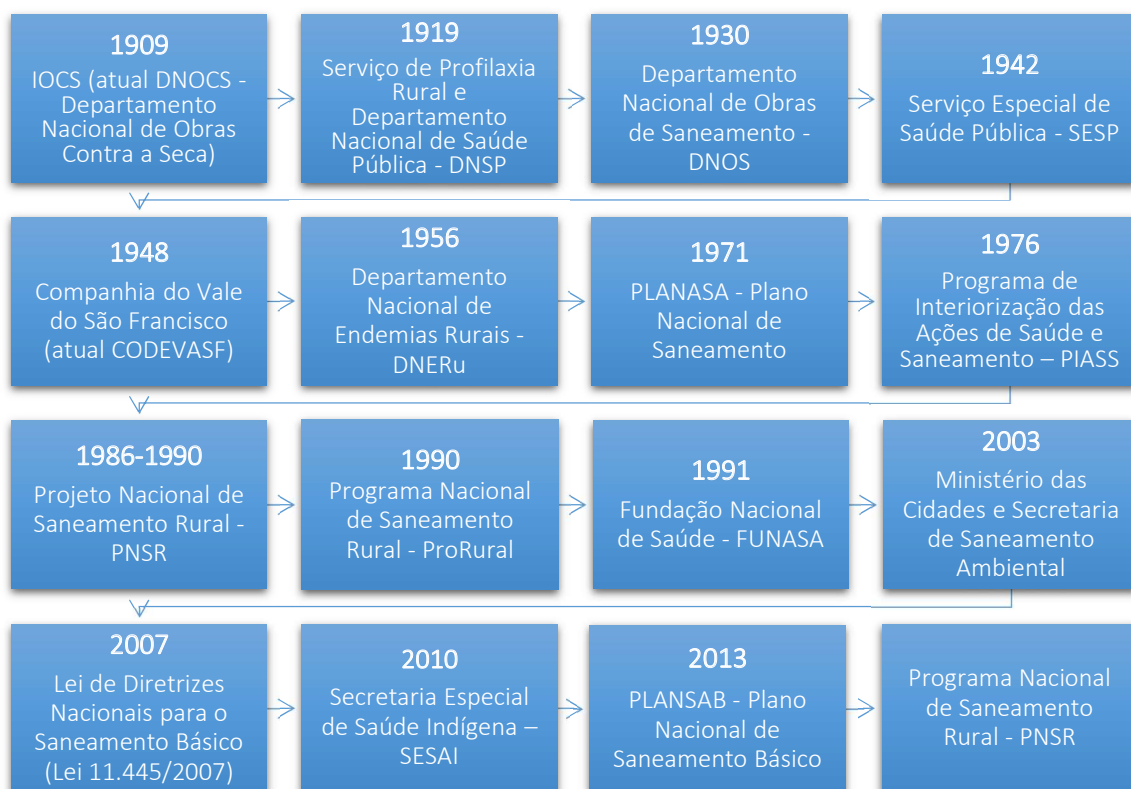 1909
IOCS (atual DNOCS -
Departamento
Nacional de Obras
Contra a Seca)
1919
Serviço de Profilaxia
Rural e
Departamento
Nacional de Saúde
Pública - DNSP
1930
Departamento
Nacional de Obras
de Saneamento -
DNOS
1942
Serviço Especial de
Saúde Pública - SESP
1948
Companhia do Vale
do São Francisco
(atual CODEVASF)
1956
Departamento
Nacional de
Endemias Rurais -
DNERu
1971
PLANASA - Plano
Nacional de
Saneamento
1976
Programa de
Interiorização das
Ações de Saúde e
Saneamento – PIASS
1986-1990
Projeto Nacional de
Saneamento Rural -
PNSR
1990
Programa Nacional
de Saneamento
Rural - ProRural
1991
Fundação Nacional
de Saúde - FUNASA
2003
Ministério das
Cidades e Secretaria
de Saneamento
Ambiental
2007
Lei de Diretrizes
Nacionais para o
Saneamento Básico
(Lei 11.445/2007)
2010
Secretaria Especial
de Saúde Indígena –
SESAI
2013
PLANSAB - Plano
Nacional de
Saneamento Básico
Programa Nacional
de Saneamento
Rural - PNSR